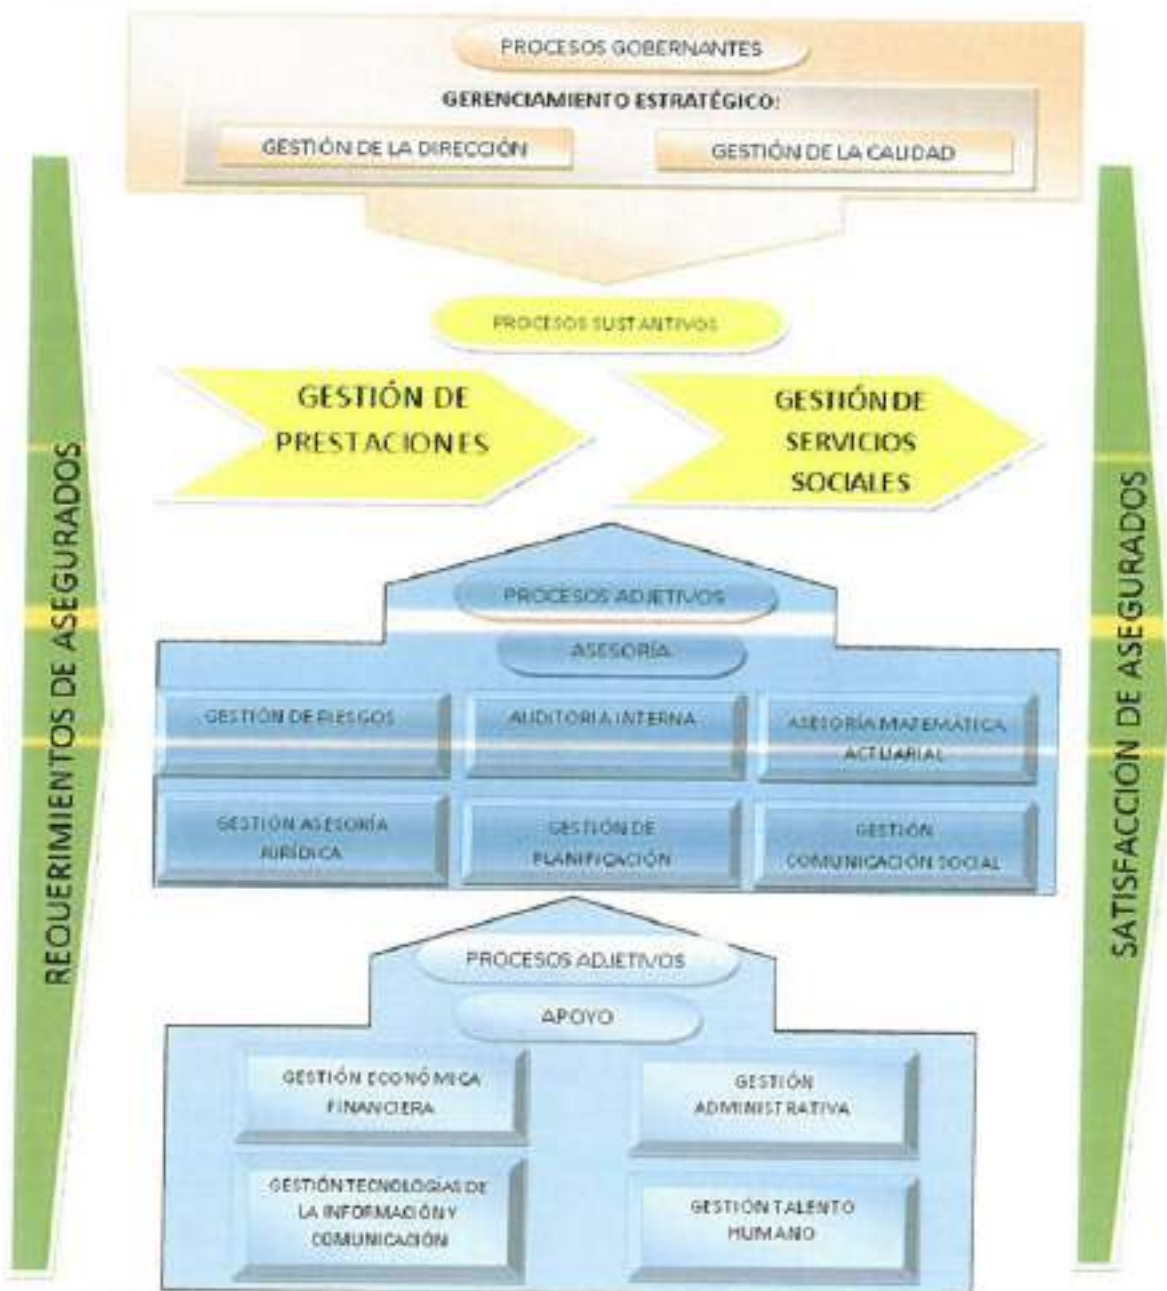 PROCESOS GOBERNANTES
GERENCIAMIENTO ESTRATÉGICO:
GESTIÓN DE LA DIRECCIÓN
GESTIÓN DE LA CALIDAD
PROCESOS SUSTANTIVOS
GESTIÓN DE
PRESTACIONES
GESTIÓN DE
SERVICIOS
SOCIALES
REQUERIMIENTOS DE ASEGURADOS
SATISFACCION DE ASEGURADOS
PROCESOS ADJETIVOS
ASESORÍA
GESTIÓN DE RIESGOS
AUDITORIA INTERNA
ASESORÍA MATEMÁTICA
ACTUARIAL
GESTIÓN ASESORÍA
JURÍDICA
GESTIÓN DE
PLANIFICACIÓN
GESTIÓN
COMUNICACIÓN SOCIAL
PROCESOS ADJETIVOS
APOYO
GESTIÓN ECONÓMICA
FINANCIERA
GESTIÓN
ADMINISTRATIVA
GESTIÓN TECNOLOGIAS DE
LA INFORMACIÓN Y
COMUNICACIÓN
GESTIÓN TALENTO
HUMANO